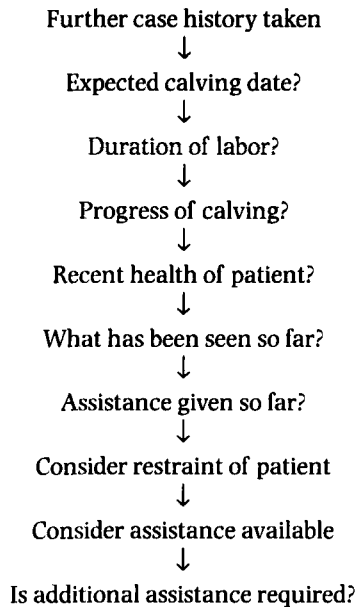 Further case history taken
↓
Expected calving date?
↓
Duration of labor?
↓
Progress of calving?
↓
Recent health of patient?
↓
What has been seen so far?
↓
Assistance given so far?
↓
Consider restraint of patient
↓
Consider assistance available
↓
Is additional assistance required?